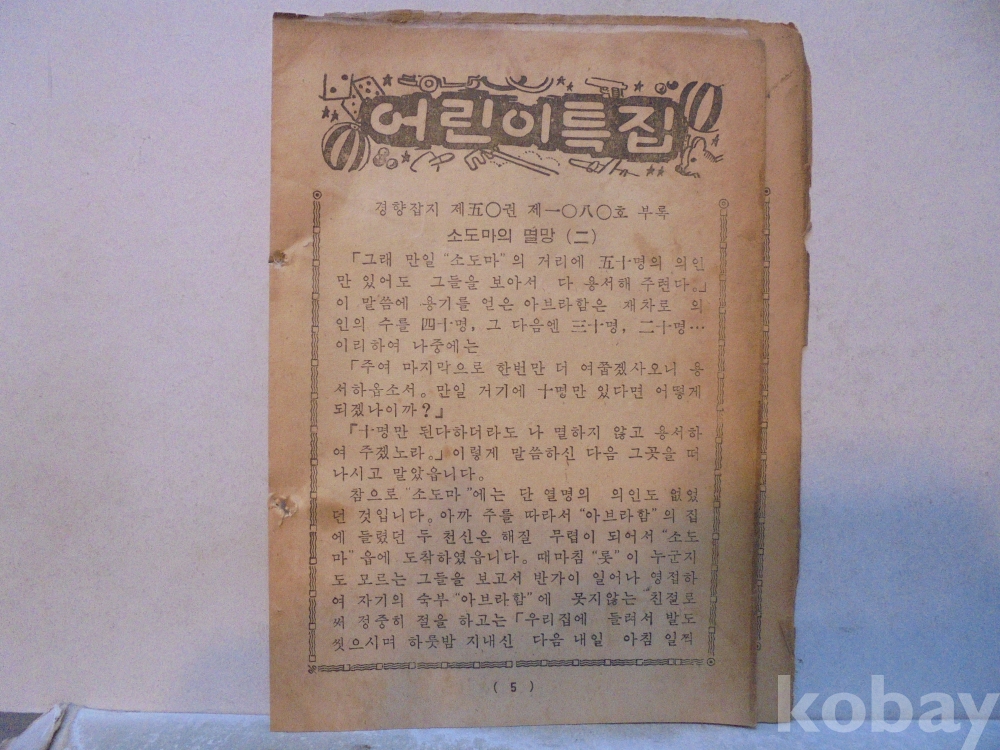 어린이특집
경향잡지 제五〇권 제一〇八〇호 부록
소도마의 멸망 (二)
「그래 만일 "소도마"의 거리에 五十명의 의인
만 있어도 그들을 보아서 다 용서해 주련다。」
이 말씀에 용기를 얻은 아브라함은 재차로 의
인의 수를 四十명, 그 다음엔 三十명, 二十명…
이리하여 나중에는
「주여 마지막으로 한번만 더 여쭙겠사오니 용
서하옵소서。 만일 거기에 十명만 있다면 어떻게
되겠나이까?」
『十명만 된다하더라도 나 멸하지 않고 용서하
여 주겠노라。」 이렇게 말씀하신 다음 그곳을 떠
나시고 말았읍니다。
참으로 "소도마"에는 단 열명의 의인도 없었
던 것입니다。 아까 주를 따라서 "아브라함"의 집
에 들렀던 두 천신은 해질 무렵이 되어서 "소도
마" 읍에 도착하였읍니다。 때마침 "롯"이 누군지
도 모르는 그들을 보고서 반가이 일어나 영접하
여 자기의 숙부 "아브라함"에 못지않는 친절로
써 정중히 절을 하고는 「우리집에 들러서 발도
씻으시며 하룻밤 지내신 다음 내일 아침 일찍
( 5 )
kobay